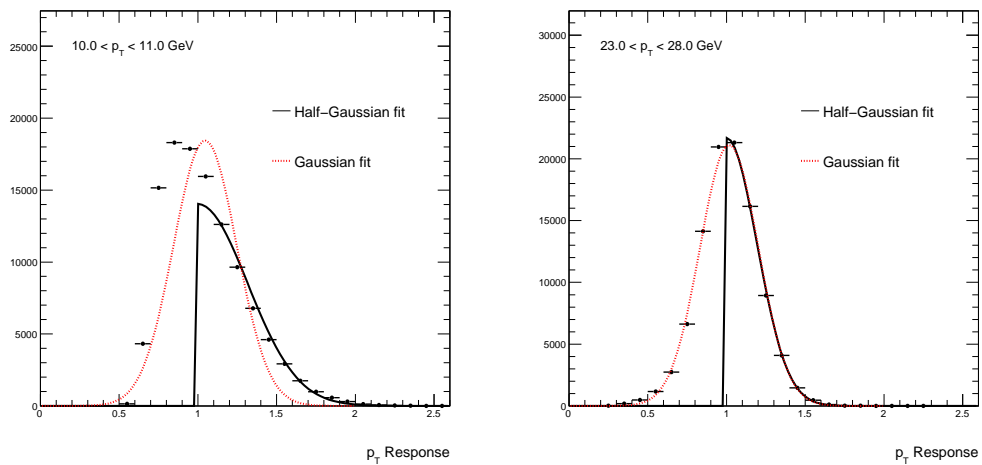 10.0 < p_T < 11.0 GeV
25000
20000
15000
10000
5000
0
Half−Gaussian fit
Gaussian fit
0 0.5 1 1.5 2 2.5
p_T Response
23.0 < p_T < 28.0 GeV
30000
25000
20000
15000
10000
5000
0
Half−Gaussian fit
Gaussian fit
0 0.5 1 1.5 2 2.5
p_T Response